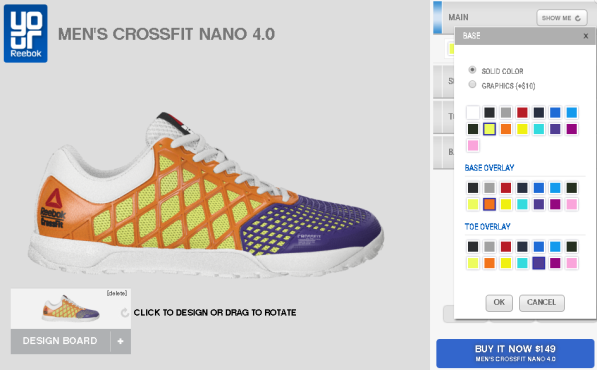 YOUR
Reebok
MEN'S CROSSFIT NANO 4.0
MAIN
SHOW ME
BASE
X
SOLID COLOR
GRAPHICS (+$10)
BASE OVERLAY
TOE OVERLAY
OK
CANCEL
Reebok
CrossFit
[delete]
CLICK TO DESIGN OR DRAG TO ROTATE
DESIGN BOARD +
BUY IT NOW $149
MEN'S CROSSFIT NANO 4.0